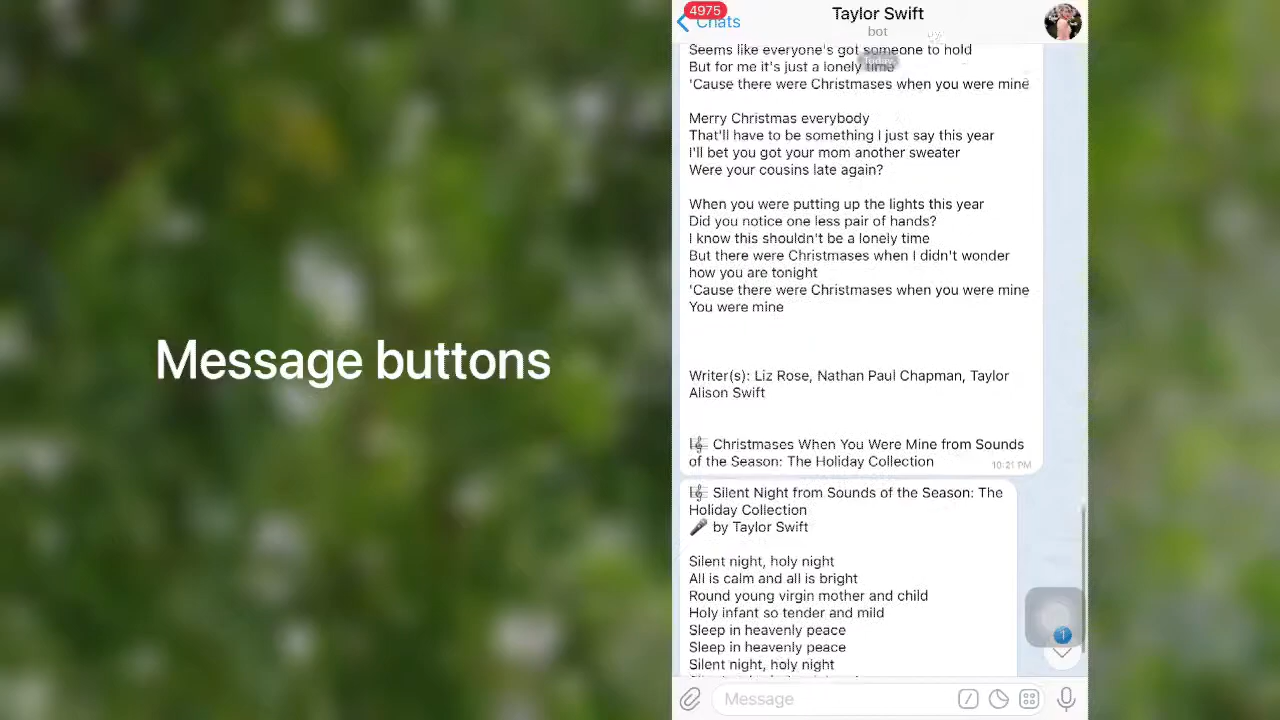 Message buttons
4975
Chats
Taylor Swift
bot
Seems like everyone's got someone to hold
Today
But for me it's just a lonely time
'Cause there were Christmases when you were mine
Merry Christmas everybody
That'll have to be something I just say this year
I'll bet you got your mom another sweater
Were your cousins late again?
When you were putting up the lights this year
Did you notice one less pair of hands?
I know this shouldn't be a lonely time
But there were Christmases when I didn't wonder
how you are tonight
'Cause there were Christmases when you were mine
You were mine
Writer(s): Liz Rose, Nathan Paul Chapman, Taylor
Alison Swift
🎼 Christmases When You Were Mine from Sounds
of the Season: The Holiday Collection
10:21 PM
🎼 Silent Night from Sounds of the Season: The
Holiday Collection
🎤 by Taylor Swift
Silent night, holy night
All is calm and all is bright
Round young virgin mother and child
Holy infant so tender and mild
Sleep in heavenly peace
Sleep in heavenly peace
Silent night, holy night
1
Message